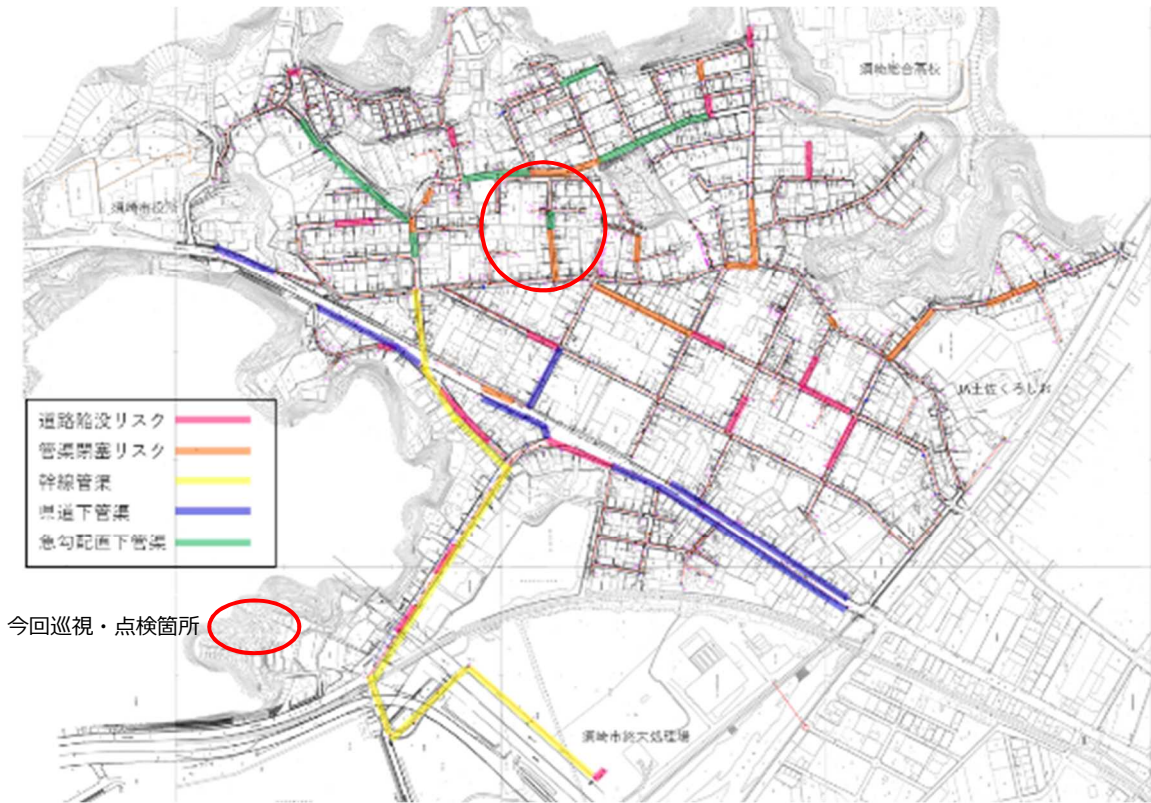 須崎総合高校
須崎市役所
JA土佐くろしお
道路陥没リスク
管渠閉塞リスク
幹線管渠
県道下管渠
急勾配直下管渠
今回巡視・点検箇所
須崎市終末処理場